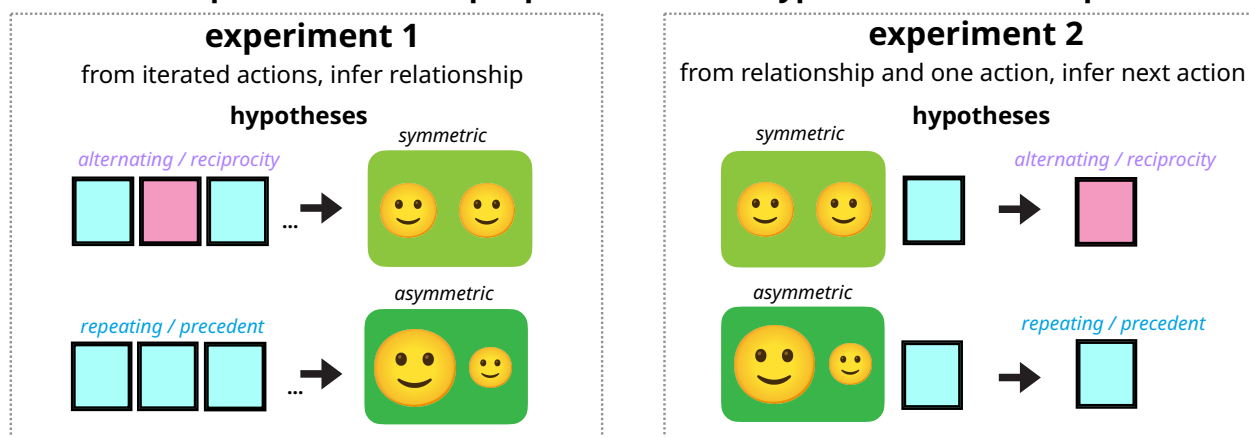 experiment 1
from iterated actions, infer relationship
hypotheses
symmetric
alternating / reciprocity
...
asymmetric
repeating / precedent
...
experiment 2
from relationship and one action, infer next action
hypotheses
symmetric
alternating / reciprocity
asymmetric
repeating / precedent